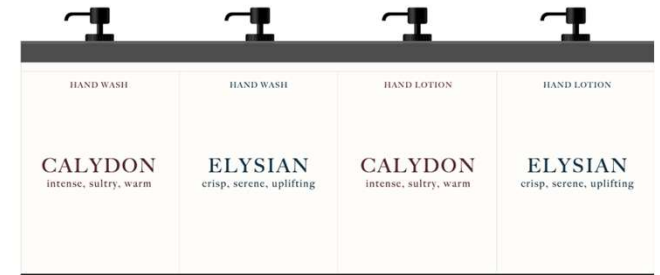 HAND WASH
CALYDON
intense, sultry, warm
HAND WASH
ELYSIAN
crisp, serene, uplifting
HAND LOTION
CALYDON
intense, sultry, warm
HAND LOTION
ELYSIAN
crisp, serene, uplifting